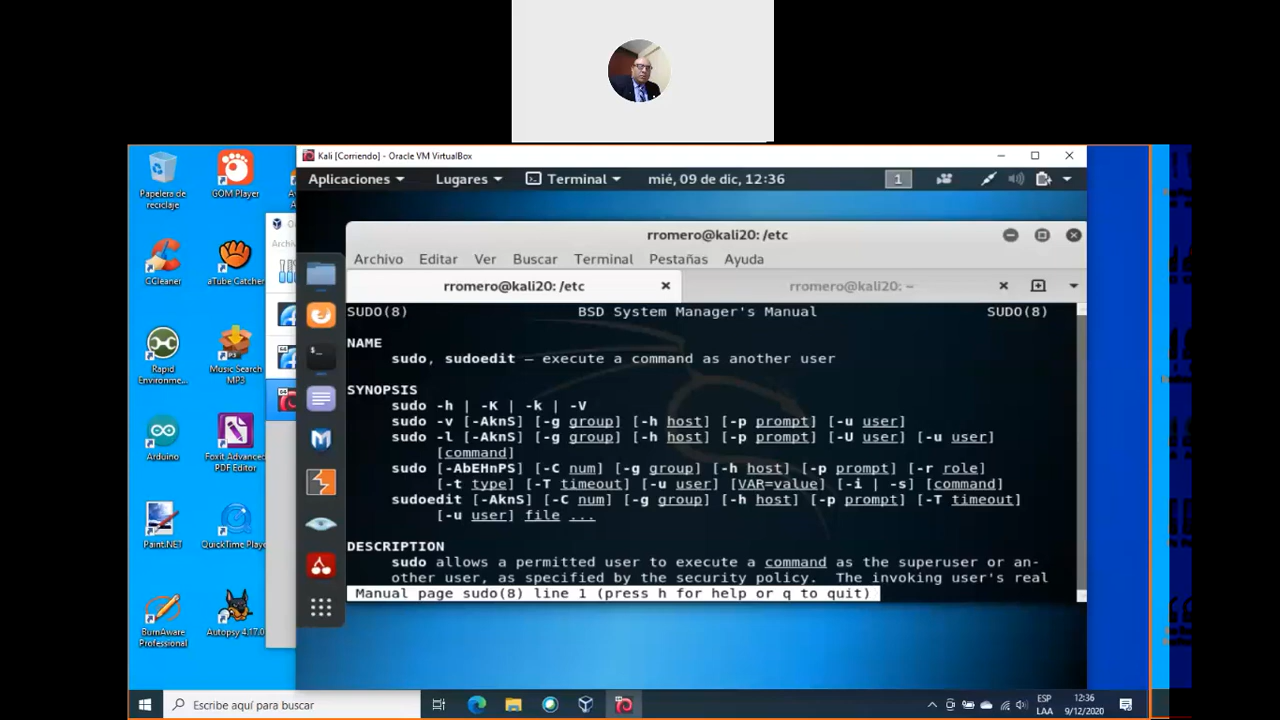 Kali [Corriendo] - Oracle VM VirtualBox
Aplicaciones Lugares Terminal mié, 09 de dic, 12:36 1
rromero@kali20: /etc
Archivo Editar Ver Buscar Terminal Pestañas Ayuda
rromero@kali20: /etc rromero@kali20: ~
SUDO(8) BSD System Manager's Manual SUDO(8)
NAME
sudo, sudoedit — execute a command as another user
SYNOPSIS
sudo -h | -K | -k | -V
sudo -v [-AknS] [-g group] [-h host] [-p prompt] [-u user]
sudo -l [-AknS] [-g group] [-h host] [-p prompt] [-U user] [-u user]
[command]
sudo [-AbEHnPS] [-C num] [-g group] [-h host] [-p prompt] [-r role]
[-t type] [-T timeout] [-u user] [VAR=value] [-i | -s] [command]
sudoedit [-AknS] [-C num] [-g group] [-h host] [-p prompt] [-T timeout]
[-u user] file ...
DESCRIPTION
sudo allows a permitted user to execute a command as the superuser or an-
other user, as specified by the security policy. The invoking user's real
Manual page sudo(8) line 1 (press h for help or q to quit)
Papelera de
reciclaje
GOM Player
CCleaner
aTube Catcher
Rapid
Environme...
Music Search
MP3
Arduino
Foxit Advanced
PDF Editor
Paint.NET
QuickTime Playe
BurnAware
Professional
Autopsy 4.17.0
Archi
Escribe aquí para buscar
ESP
LAA
12:36
9/12/2020